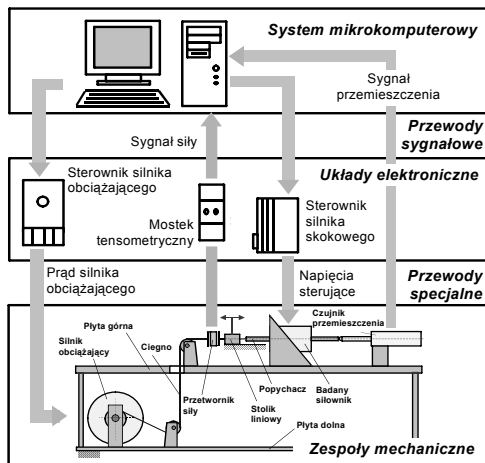 System mikrokomputerowy
Sygnał
przemieszczenia
Sygnał siły
Przewody
sygnałowe
Układy elektroniczne
Sterownik silnika
obciążającego
Mostek
tensometryczny
Sterownik
silnika
skokowego
Prąd silnika
obciążającego
Napięcia
sterujące
Przewody
specjalne
Czujnik
przemieszczenia
Płyta górna
Cięgno
Silnik
obciążający
Przetwornik
siły
Popychacz
Stolik
liniowy
Badany
siłownik
Płyta dolna
Zespoły mechaniczne